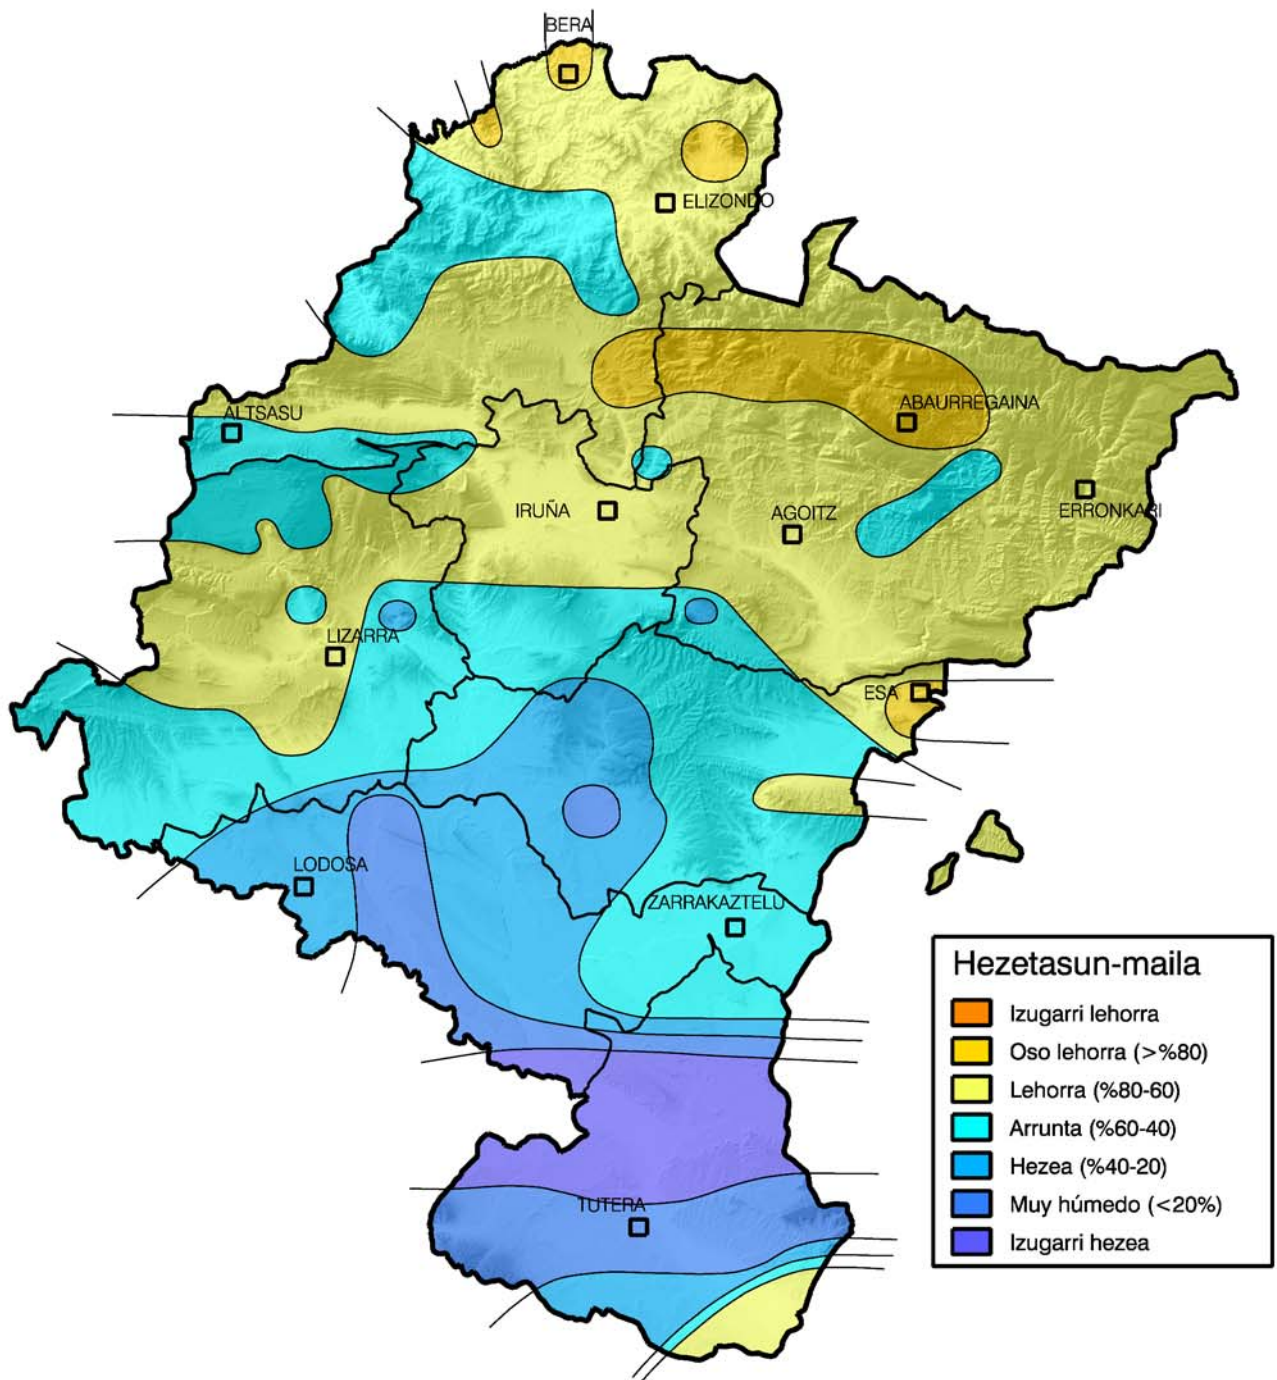 BERA
ELIZONDO
ALTSASU
ABAURREGAINA
IRUÑA
AGOITZ
ERRONKARI
LIZARRA
ESA
LODOSA
ZARRAKAZTELU
TUTERA
Hezetasun-maila
Izugarri lehorra
Oso lehorra (>%80)
Lehorra (%80-60)
Arrunta (%60-40)
Hezea (%40-20)
Muy húmedo (<20%)
Izugarri hezea